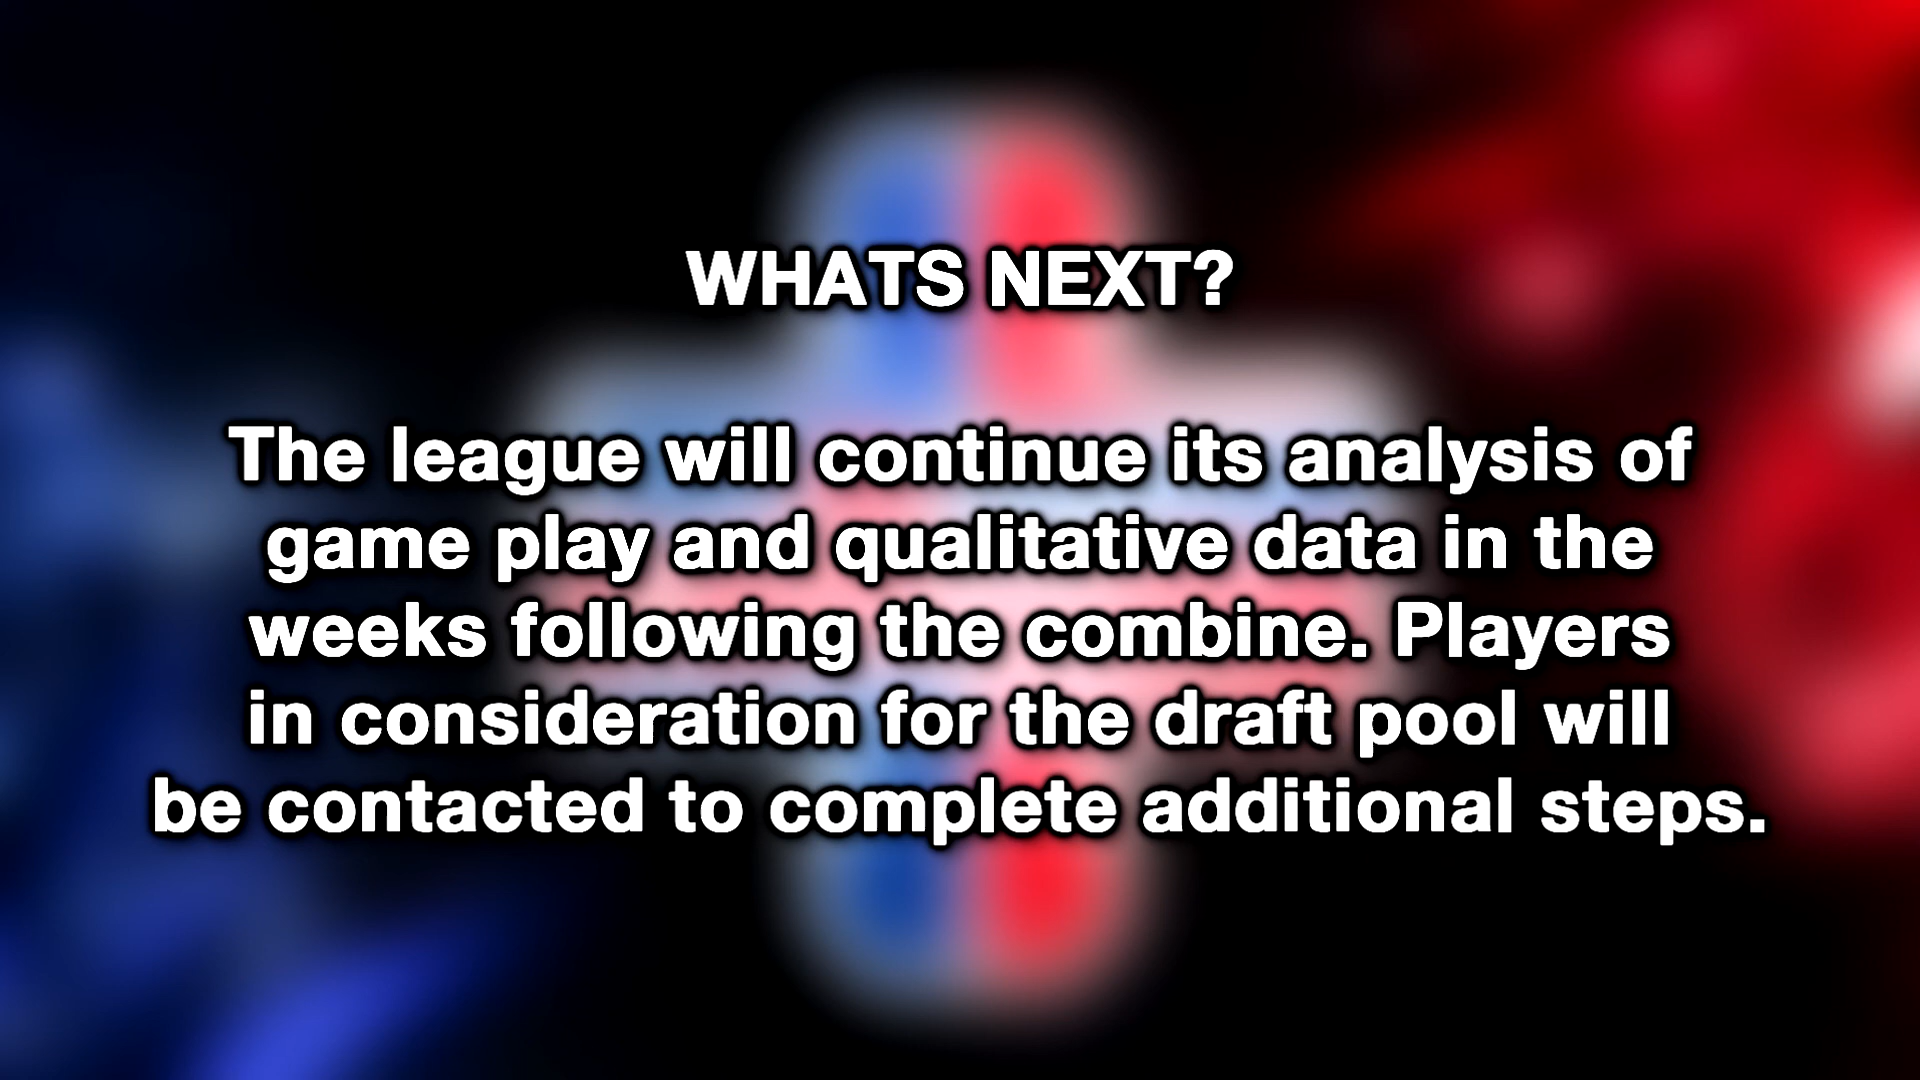 WHATS NEXT?
The league will continue its analysis of
game play and qualitative data in the
weeks following the combine. Players
in consideration for the draft pool will
be contacted to complete additional steps.